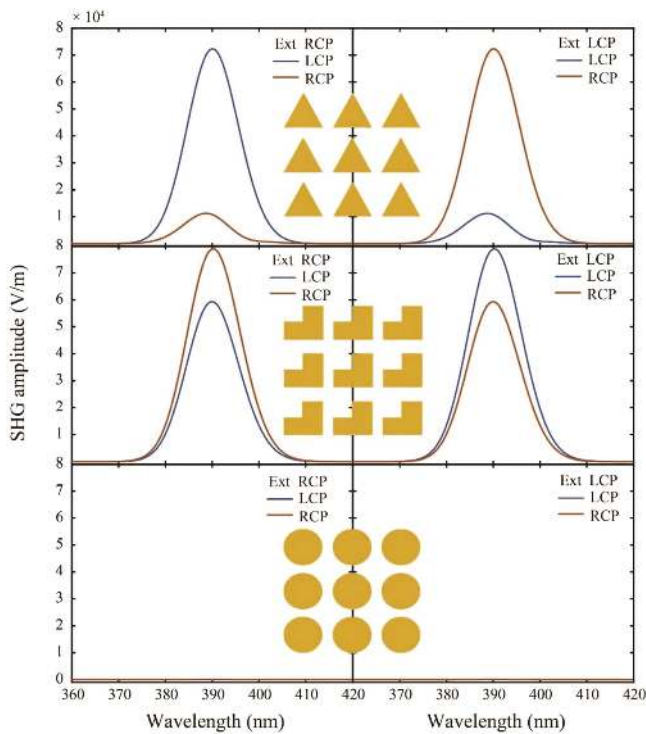 × 10⁴
8
7
6
5
4
3
2
1
Ext RCP
LCP
RCP
Ext LCP
LCP
RCP
8
7
6
5
4
3
2
1
Ext RCP
LCP
RCP
Ext LCP
LCP
RCP
8
7
6
5
4
3
2
1
0
Ext RCP
LCP
RCP
Ext LCP
LCP
RCP
SHG amplitude (V/m)
360 370 380 390 400 410 420 370 380 390 400 410 420
Wavelength (nm) Wavelength (nm)